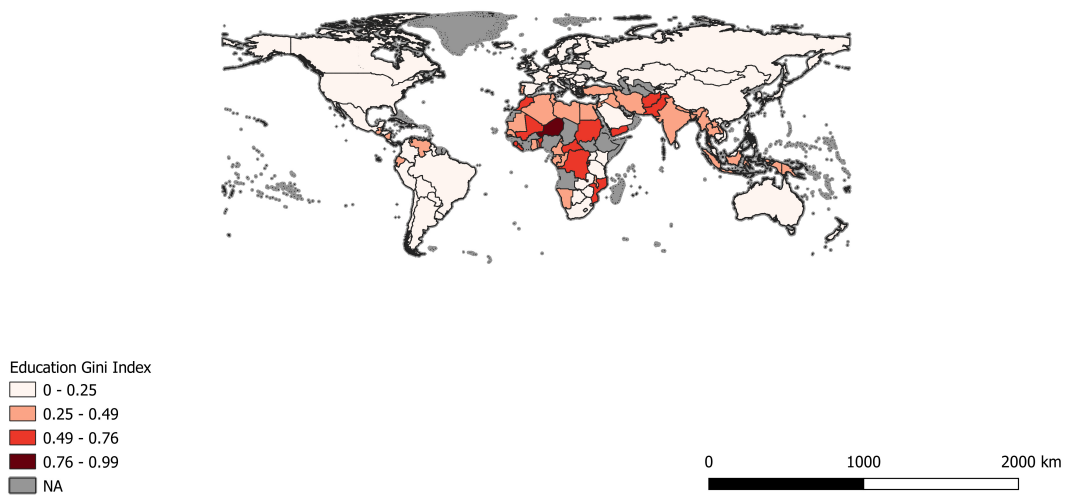 Education Gini Index
0 - 0.25
0.25 - 0.49
0.49 - 0.76
0.76 - 0.99
NA
0 1000 2000 km